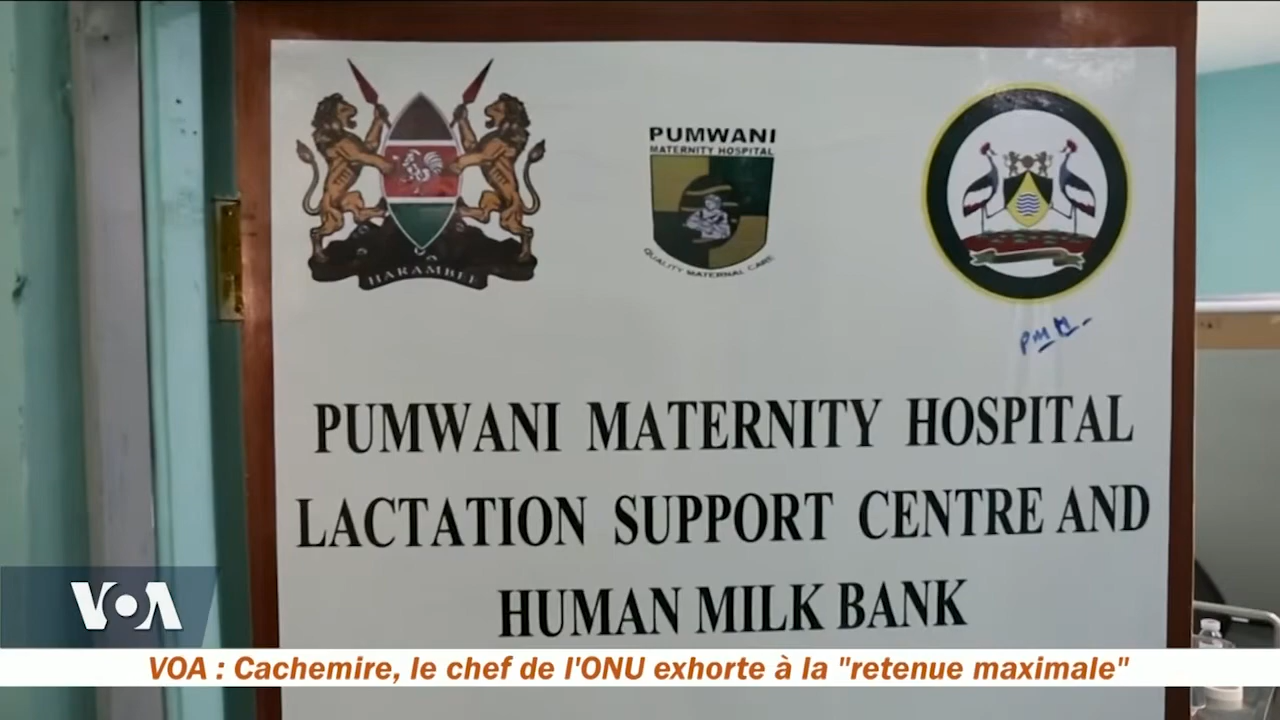 HARAMBEE
PUMWANI
MATERNITY HOSPITAL
QUALITY MATERNAL CARE
PMH
PUMWANI MATERNITY HOSPITAL
LACTATION SUPPORT CENTRE AND
HUMAN MILK BANK
VOA
VOA : Cachemire, le chef de l'ONU exhorte à la "retenue maximale"